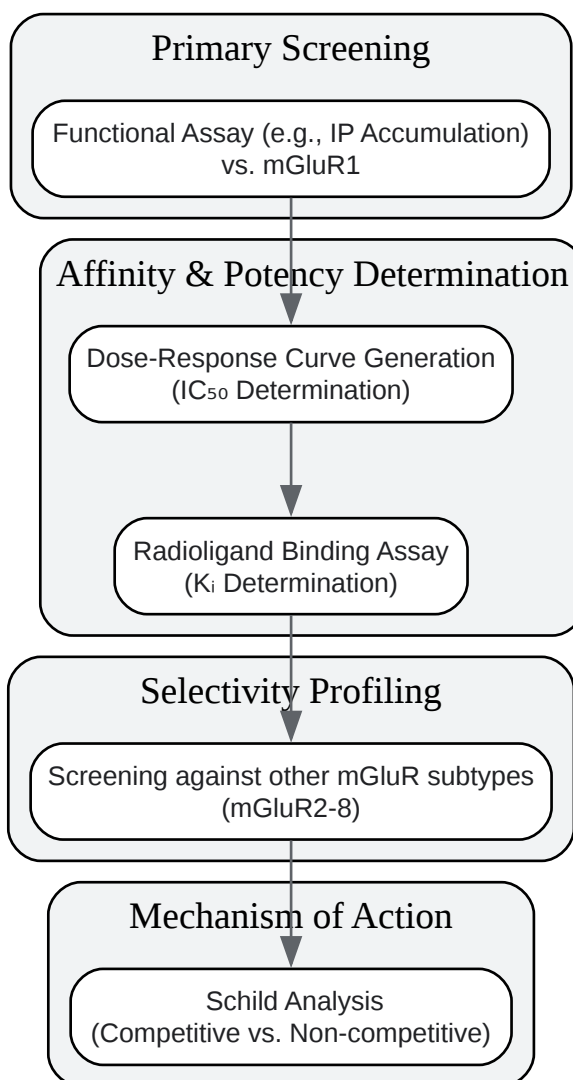 Primary Screening
Functional Assay (e.g., IP Accumulation)
vs. mGluR1
Affinity & Potency Determination
Dose-Response Curve Generation
(IC₅₀ Determination)
Radioligand Binding Assay
(Kᵢ Determination)
Selectivity Profiling
Screening against other mGluR subtypes
(mGluR2-8)
Mechanism of Action
Schild Analysis
(Competitive vs. Non-competitive)